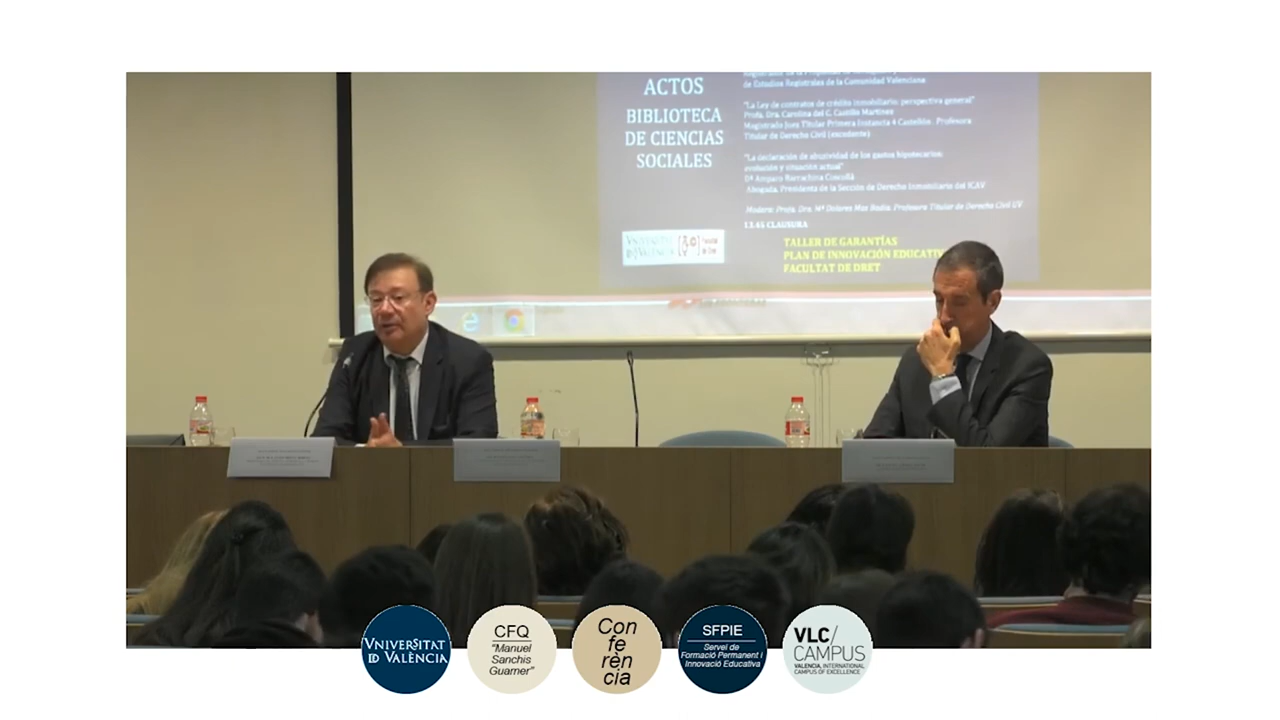 ACTOS
BIBLIOTECA
DE CIENCIAS
SOCIALES
de Estudios Registrales de la Comunidad Valenciana
"La Ley de contratos de crédito inmobiliario: perspectiva general"
Profa. Dra. Carolina del C. Castillo Martínez
Magistrado Juez Titular Primera Instancia 4 Castellón. Profesora
Titular de Derecho Civil (excedente)
"La declaración de abusividad de los gastos hipotecarios:
evolución y situación actual"
Dª Amparo Barrachina Coscollá
Abogada. Presidenta de la Sección de Derecho Inmobiliario del ICAV
Modera: Profa. Dra. Mª Dolores Mas Badia. Profesora Titular de Derecho Civil UV
13.45 CLAUSURA
TALLER DE GARANTÍAS
PLAN DE INNOVACIÓN EDUCATIV
FACULTAT DE DRET
VNIVERSITAT
DE VALÈNCIA
CFQ
"Manuel
Sanchis
Guarner"
Con
fe
rèn
cia
SFPIE
Servei de
Formació Permanent i
Innovació Educativa
VLC/
CAMPUS
VALENCIA, INTERNATIONAL
CAMPUS OF EXCELLENCE